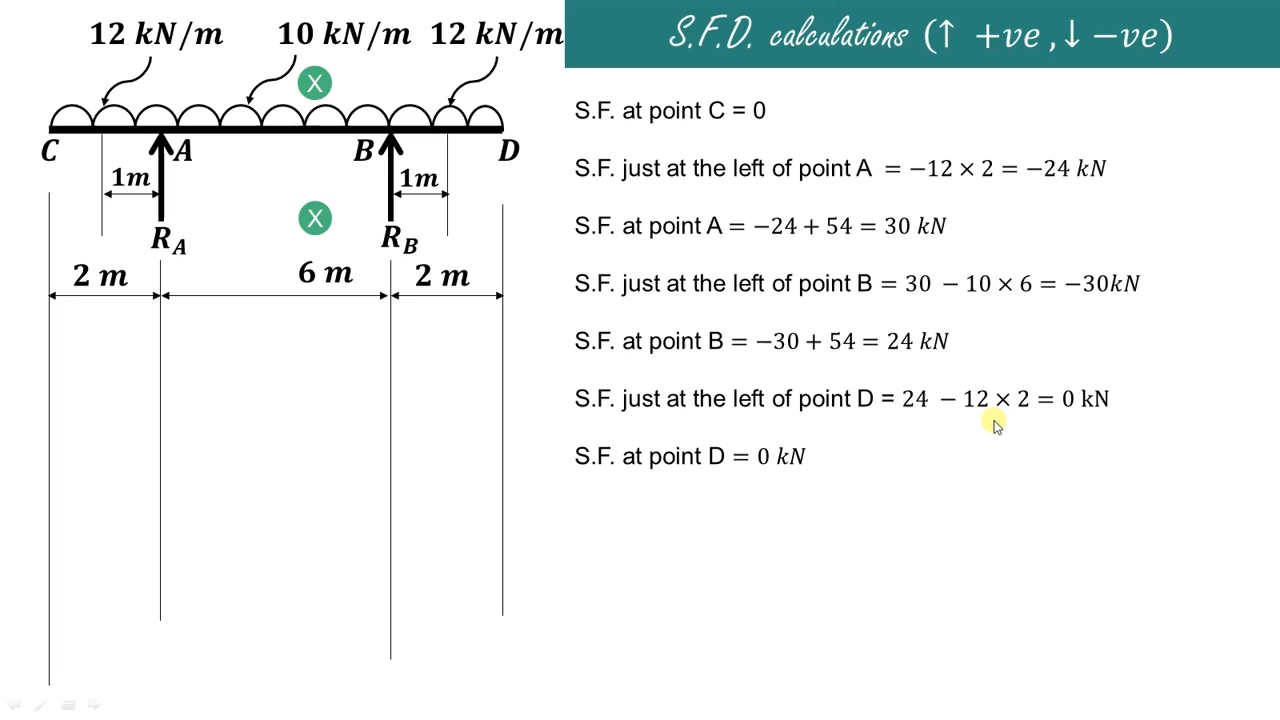 12 kN/m 10 kN/m 12 kN/m
X
C A B D
1m 1m
X
R_A R_B
2 m 6 m 2 m
S.F.D. calculations (↑ +ve ,↓ −ve)
S.F. at point C = 0
S.F. just at the left of point A = −12 × 2 = −24 kN
S.F. at point A = −24 + 54 = 30 kN
S.F. just at the left of point B = 30 − 10 × 6 = −30kN
S.F. at point B = −30 + 54 = 24 kN
S.F. just at the left of point D = 24 − 12 × 2 = 0 kN
S.F. at point D = 0 kN